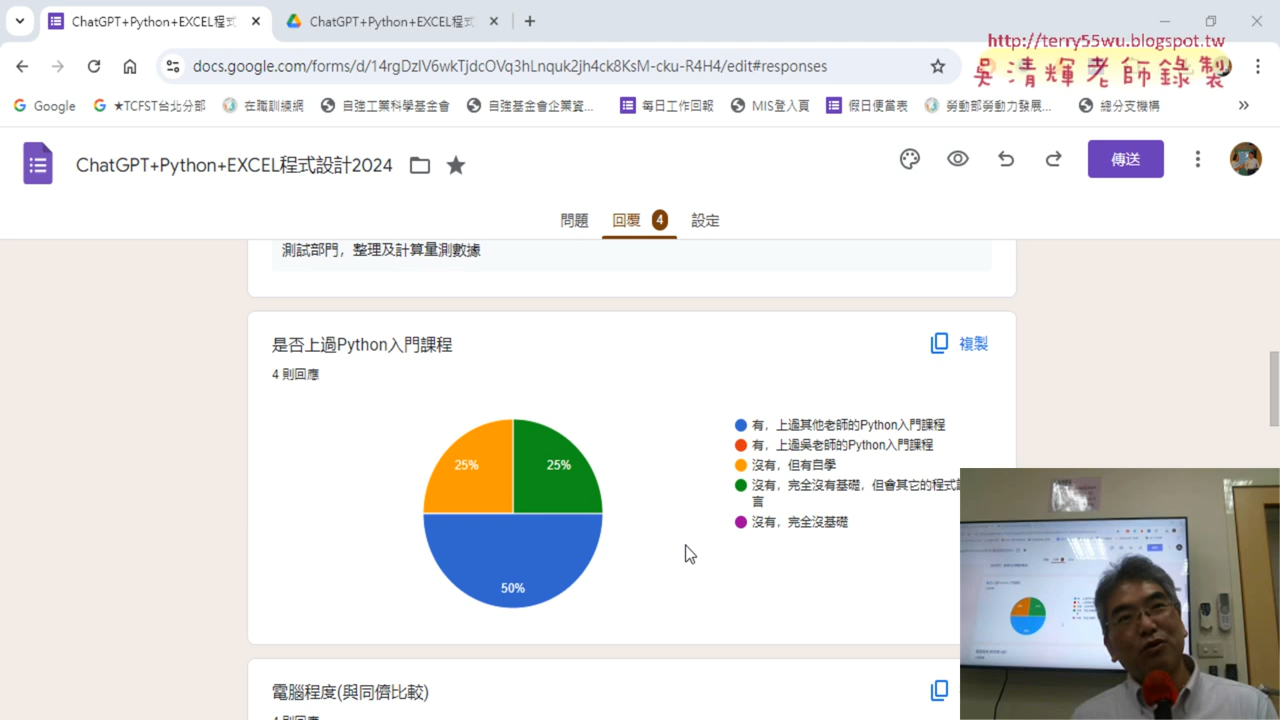 ChatGPT+Python+EXCEL程式
ChatGPT+Python+EXCEL程式
http://terry55wu.blogspot.tw
吳清輝老師錄製
docs.google.com/forms/d/14rgDzlV6wkTjdcOVq3hLnquk2jh4ck8KsM-cku-R4H4/edit#responses
Google
★TCFST台北分部
在職訓練網
自強工業科學基金會
自強基金會企業資...
每日工作回報
MIS登入頁
假日便當表
勞動部勞動力發展...
總分支機構
ChatGPT+Python+EXCEL程式設計2024
傳送
問題
回覆 4
設定
測試部門，整理及計算量測數據
是否上過Python入門課程
複製
4 則回應
25%
25%
50%
有，上過其他老師的Python入門課程
有，上過吳老師的Python入門課程
沒有，但有自學
沒有，完全沒有基礎，但會其它的程式語
言
沒有，完全沒基礎
電腦程度(與同儕比較)
4 則回應